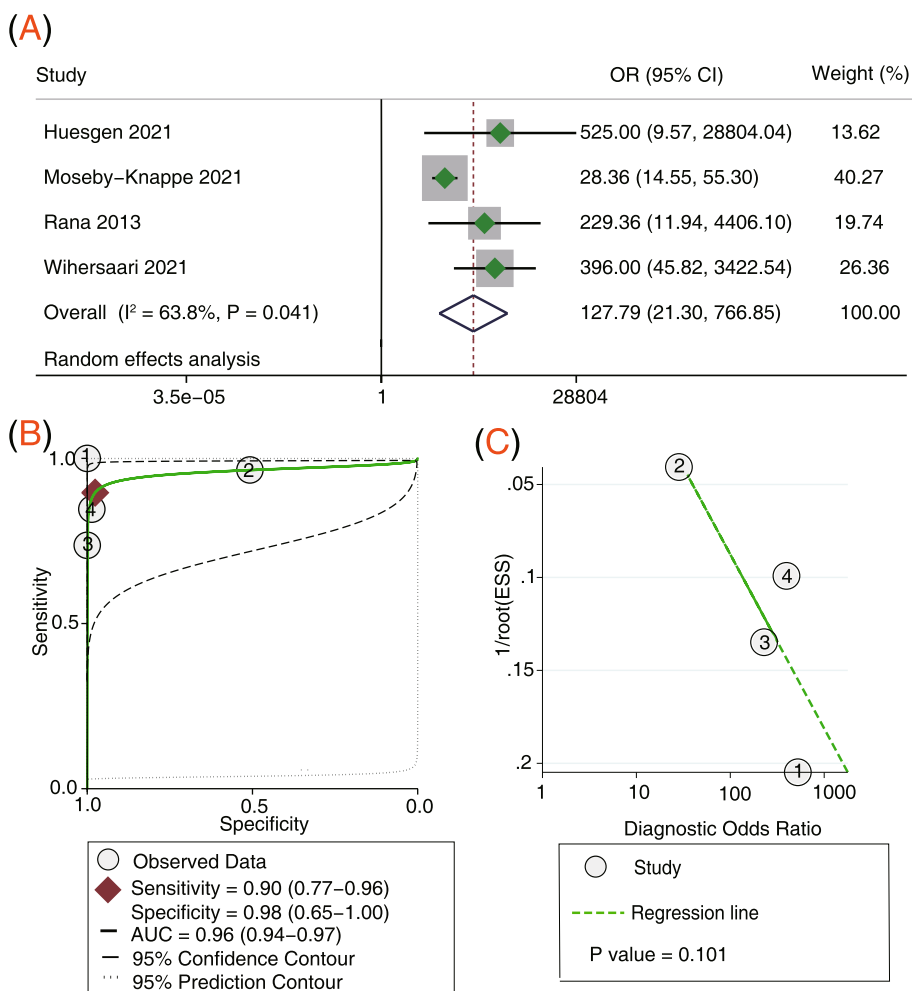 (A)
Study OR (95% CI) Weight (%)
Huesgen 2021 525.00 (9.57, 28804.04) 13.62
Moseby−Knappe 2021 28.36 (14.55, 55.30) 40.27
Rana 2013 229.36 (11.94, 4406.10) 19.74
Wihersaari 2021 396.00 (45.82, 3422.54) 26.36
Overall (I² = 63.8%, P = 0.041) 127.79 (21.30, 766.85) 100.00
Random effects analysis
3.5e−05 1 28804
(B)
1.0
0.5
0.0
Sensitivity
1
2
4
3
1.0 0.5 0.0
Specificity
Observed Data
Sensitivity = 0.90 (0.77−0.96)
Specificity = 0.98 (0.65−1.00)
AUC = 0.96 (0.94−0.97)
95% Confidence Contour
95% Prediction Contour
(C)
.05
.1
.15
.2
1/root(ESS)
2
4
3
1
1 10 100 1000
Diagnostic Odds Ratio
Study
Regression line
P value = 0.101